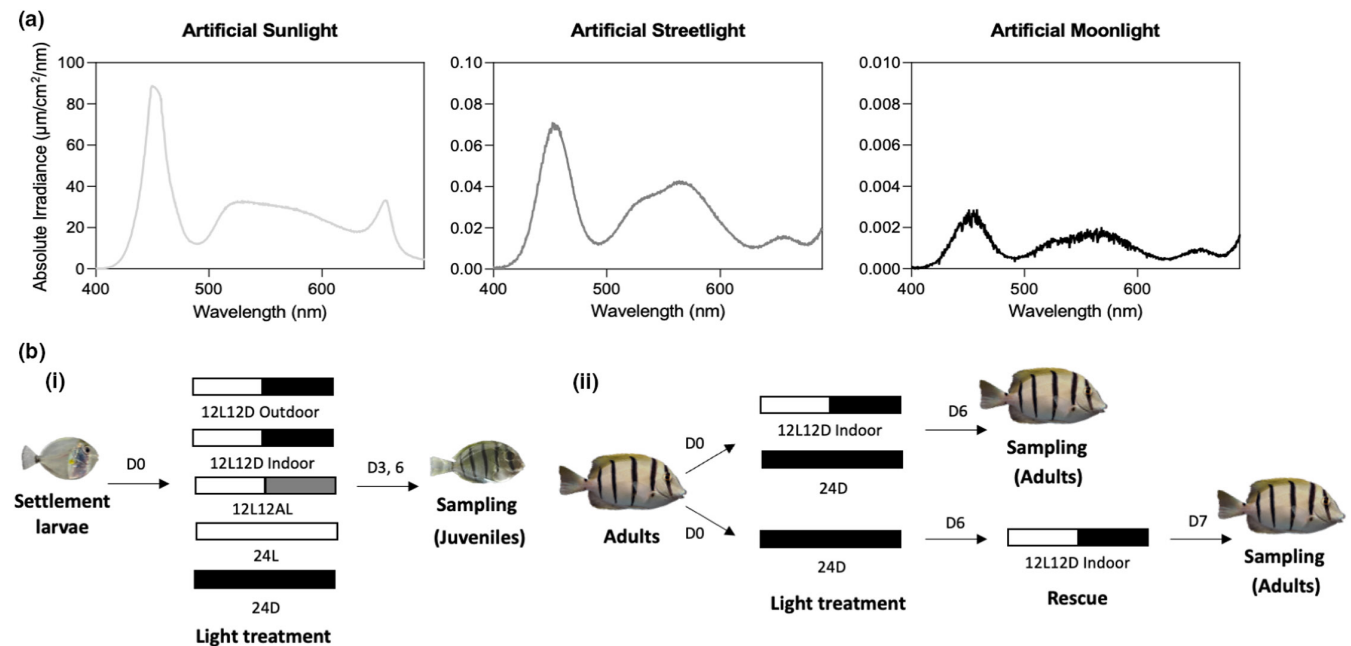 (a)
Artificial Sunlight
Artificial Streetlight
Artificial Moonlight
Absolute Irradiance (μm/cm²/nm)
100
80
60
40
20
0
400
500
600
Wavelength (nm)
0.10
0.08
0.06
0.04
0.02
0.00
400
500
600
Wavelength (nm)
0.010
0.008
0.006
0.004
0.002
0.000
400
500
600
Wavelength (nm)
(b)
(i)
Settlement
larvae
D0
12L12D Outdoor
12L12D Indoor
12L12AL
24L
24D
Light treatment
D3, 6
Sampling
(Juveniles)
(ii)
Adults
D0
D0
12L12D Indoor
24D
D6
Sampling
(Adults)
24D
Light treatment
D6
12L12D Indoor
Rescue
D7
Sampling
(Adults)